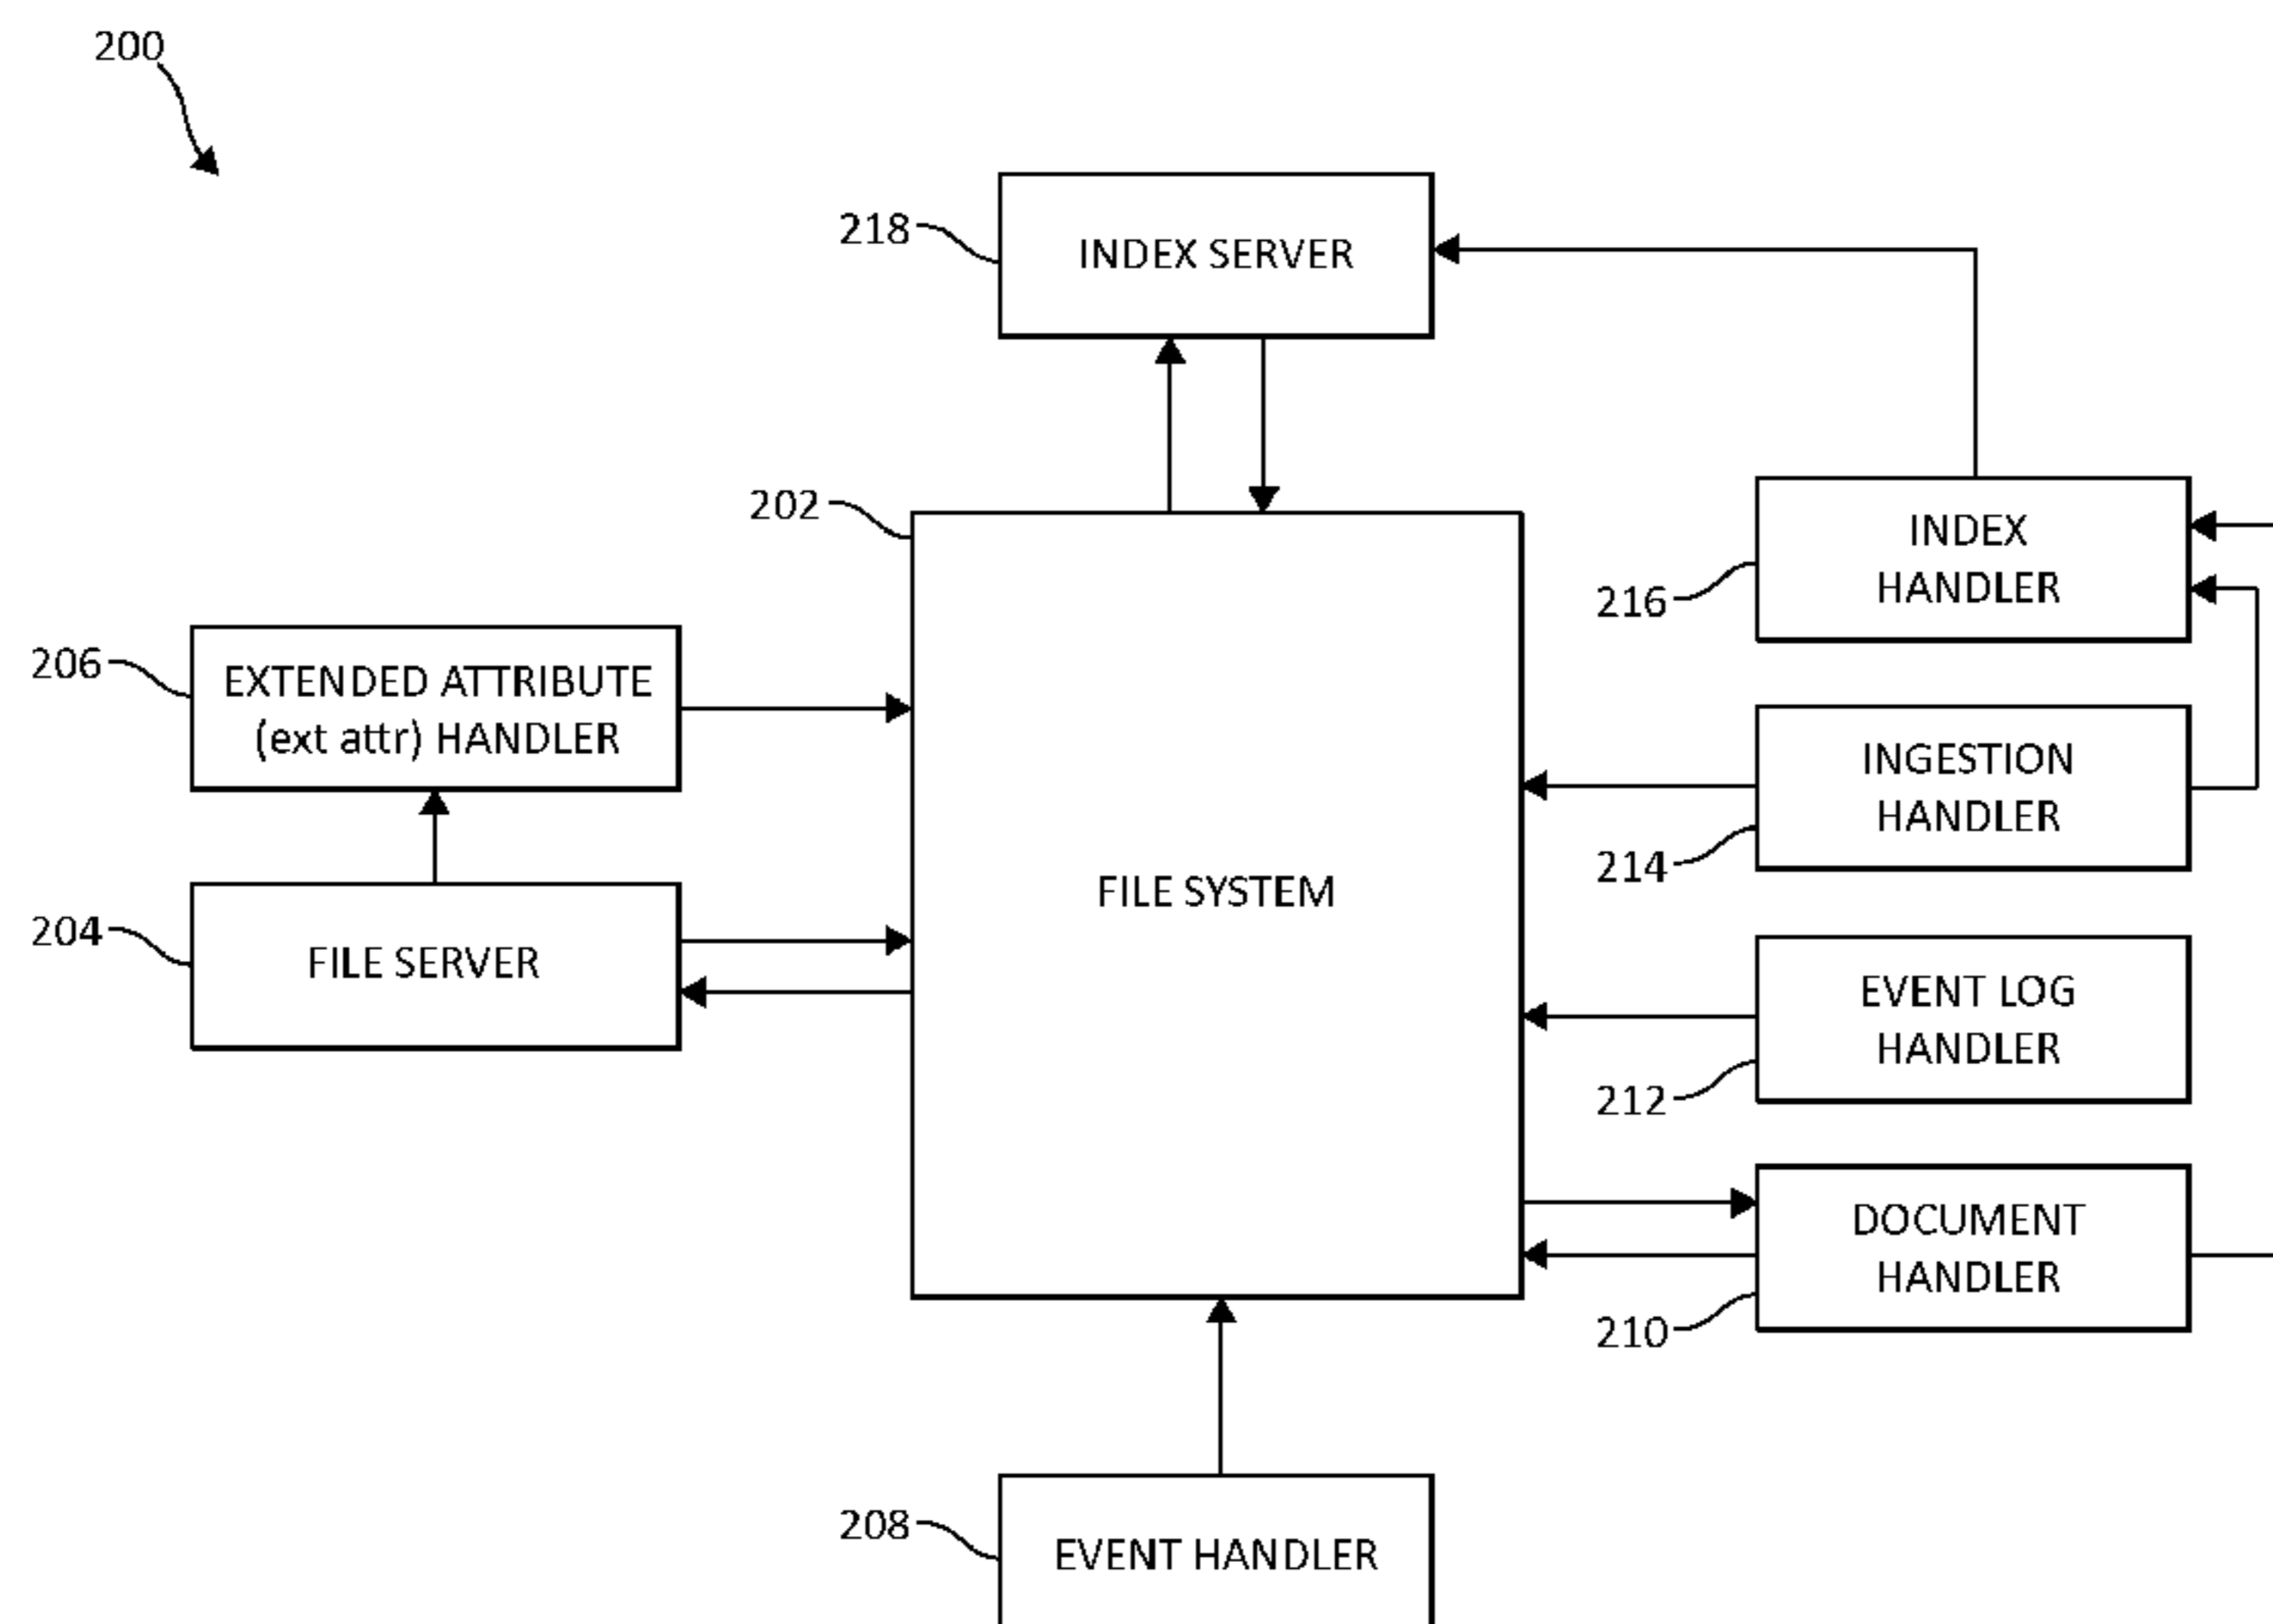 200
218
INDEX SERVER
202
INDEX
HANDLER
216
206
EXTENDED ATTRIBUTE
(ext attr) HANDLER
INGESTION
HANDLER
214
FILE SYSTEM
204
FILE SERVER
EVENT LOG
HANDLER
212
DOCUMENT
HANDLER
210
208
EVENT HANDLER